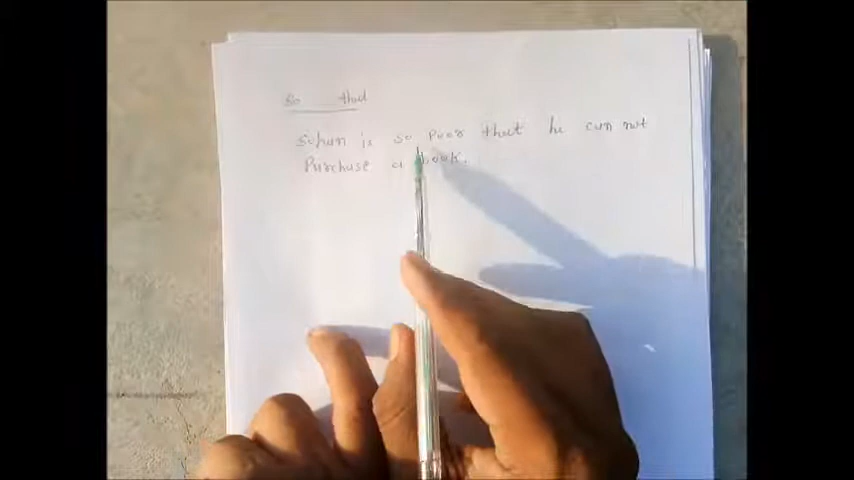 So that
Sohan is so poor that he can not
Purchase a book.